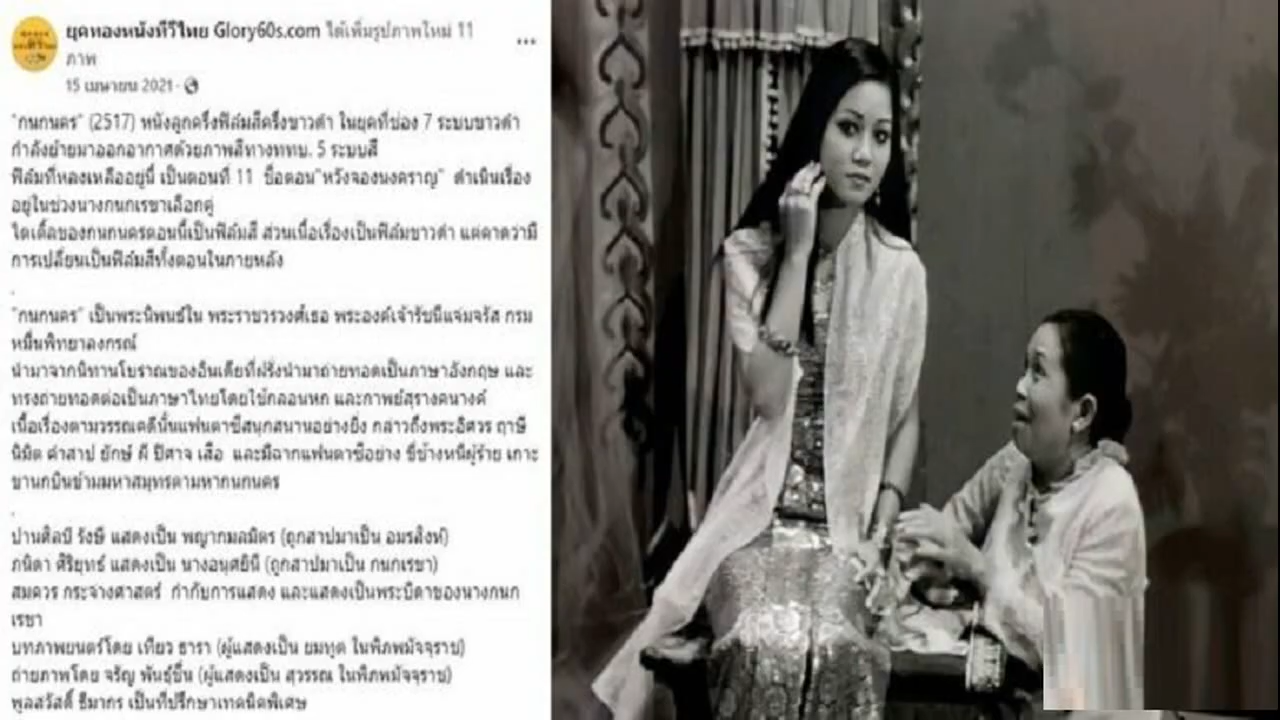 ยุคทองหนังทีวีไทย Glory60s.com ได้เพิ่มรูปภาพใหม่ 11
ภาพ
15 เมษายน 2021 ·
"กนกนคร" (2517) หนังลูกครึ่งฟิล์มสีครึ่งขาวดำ ในยุคที่ช่อง 7 ระบบขาวดำ
กำลังย้ายมาออกอากาศด้วยภาพสีทางททบ. 5 ระบบสี
ฟิล์มที่หลงเหลืออยู่นี้ เป็นตอนที่ 11 ชื่อตอน"หวังจองนงคราญ" ดำเนินเรื่อง
อยู่ในช่วงนางกนกเรขาเลือกคู่
ไตเติ้ลของกนกนครตอนนี้เป็นฟิล์มสี ส่วนเนื้อเรื่องเป็นฟิล์มขาวดำ แต่คาดว่ามี
การเปลี่ยนเป็นฟิล์มสีทั้งตอนในภายหลัง
.
"กนกนคร" เป็นพระนิพนธ์ใน พระราชวรวงศ์เธอ พระองค์เจ้ารัชนีแจ่มจรัส กรม
หมื่นพิทยาลงกรณ์
นำมาจากนิทานโบราณของอินเดียที่ฝรั่งนำมาถ่ายทอดเป็นภาษาอังกฤษ และ
ทรงถ่ายทอดต่อเป็นภาษาไทยโดยใช้กลอนหก และกาพย์สุรางคนางค์
เนื้อเรื่องตามวรรณคดีนั้นแฟนตาซีสนุกสนานอย่างยิ่ง กล่าวถึงพระอิศวร ฤาษี
นิมิต คำสาป ยักษ์ ผี ปีศาจ เสือ และมีฉากแฟนตาซีอย่าง ขี่ช้างหนีผู้ร้าย เกาะ
ขานกบินข้ามมหาสมุทรตามหากนกนคร
.
ปานศิลป์ รังษี แสดงเป็น พญากมลมิตร (ถูกสาปมาเป็น อมรสิงห์)
ภนิดา ศิริยุทธ์ แสดงเป็น นางอนุศยินี (ถูกสาปมาเป็น กนกเรขา)
สมควร กระจ่างศาสตร์ กำกับการแสดง และแสดงเป็นพระบิดาของนางกนก
เรขา
บทภาพยนตร์โดย เทียว ธารา (ผู้แสดงเป็น ยมทูต ในพิภพมัจจุราช)
ถ่ายภาพโดย จรัญ พันธุ์ชื่น (ผู้แสดงเป็น สุวรรณ ในพิภพมัจจุราช)
พูลสวัสดิ์ ธีมากร เป็นที่ปรึกษาเทคนิคพิเศษ